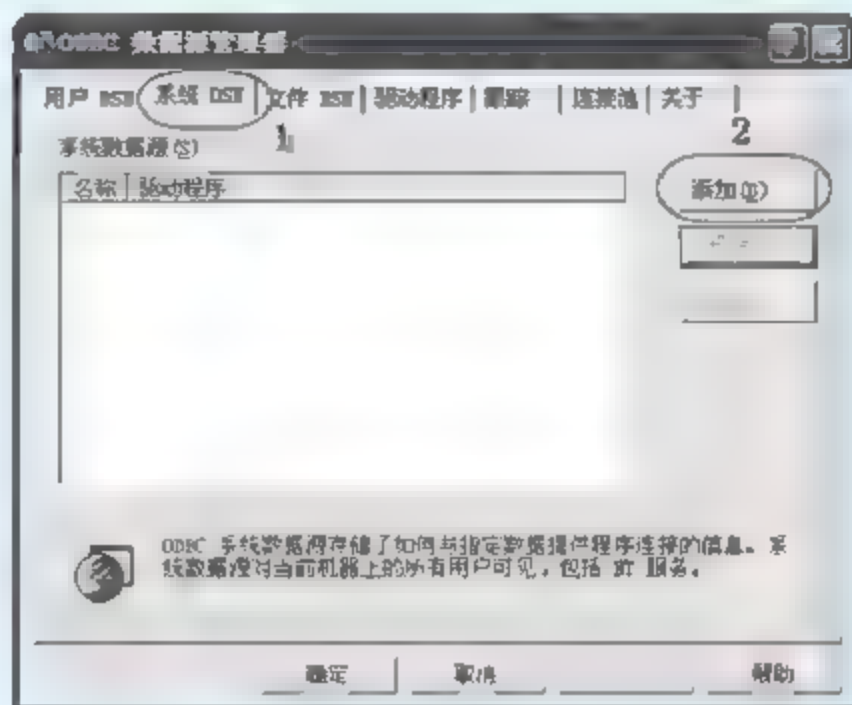 ODBC 数据源管理器
用户 DSN 系统 DSN 文件 DSN 驱动程序 跟踪 连接池 关于
1 2
系统数据源(S)
名称 驱动程序
添加(D)
ODBC 系统数据源存储了如何与指定数据提供程序连接的信息。系
统数据源对当前机器上的所有用户可见，包括 NT 服务。
确定 取消 帮助